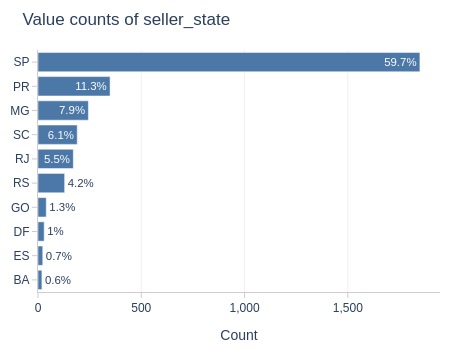 Value counts of seller_state
SP 59.7%
PR 11.3%
MG 7.9%
SC 6.1%
RJ 5.5%
RS 4.2%
GO 1.3%
DF 1%
ES 0.7%
BA 0.6%
0 500 1,000 1,500
Count